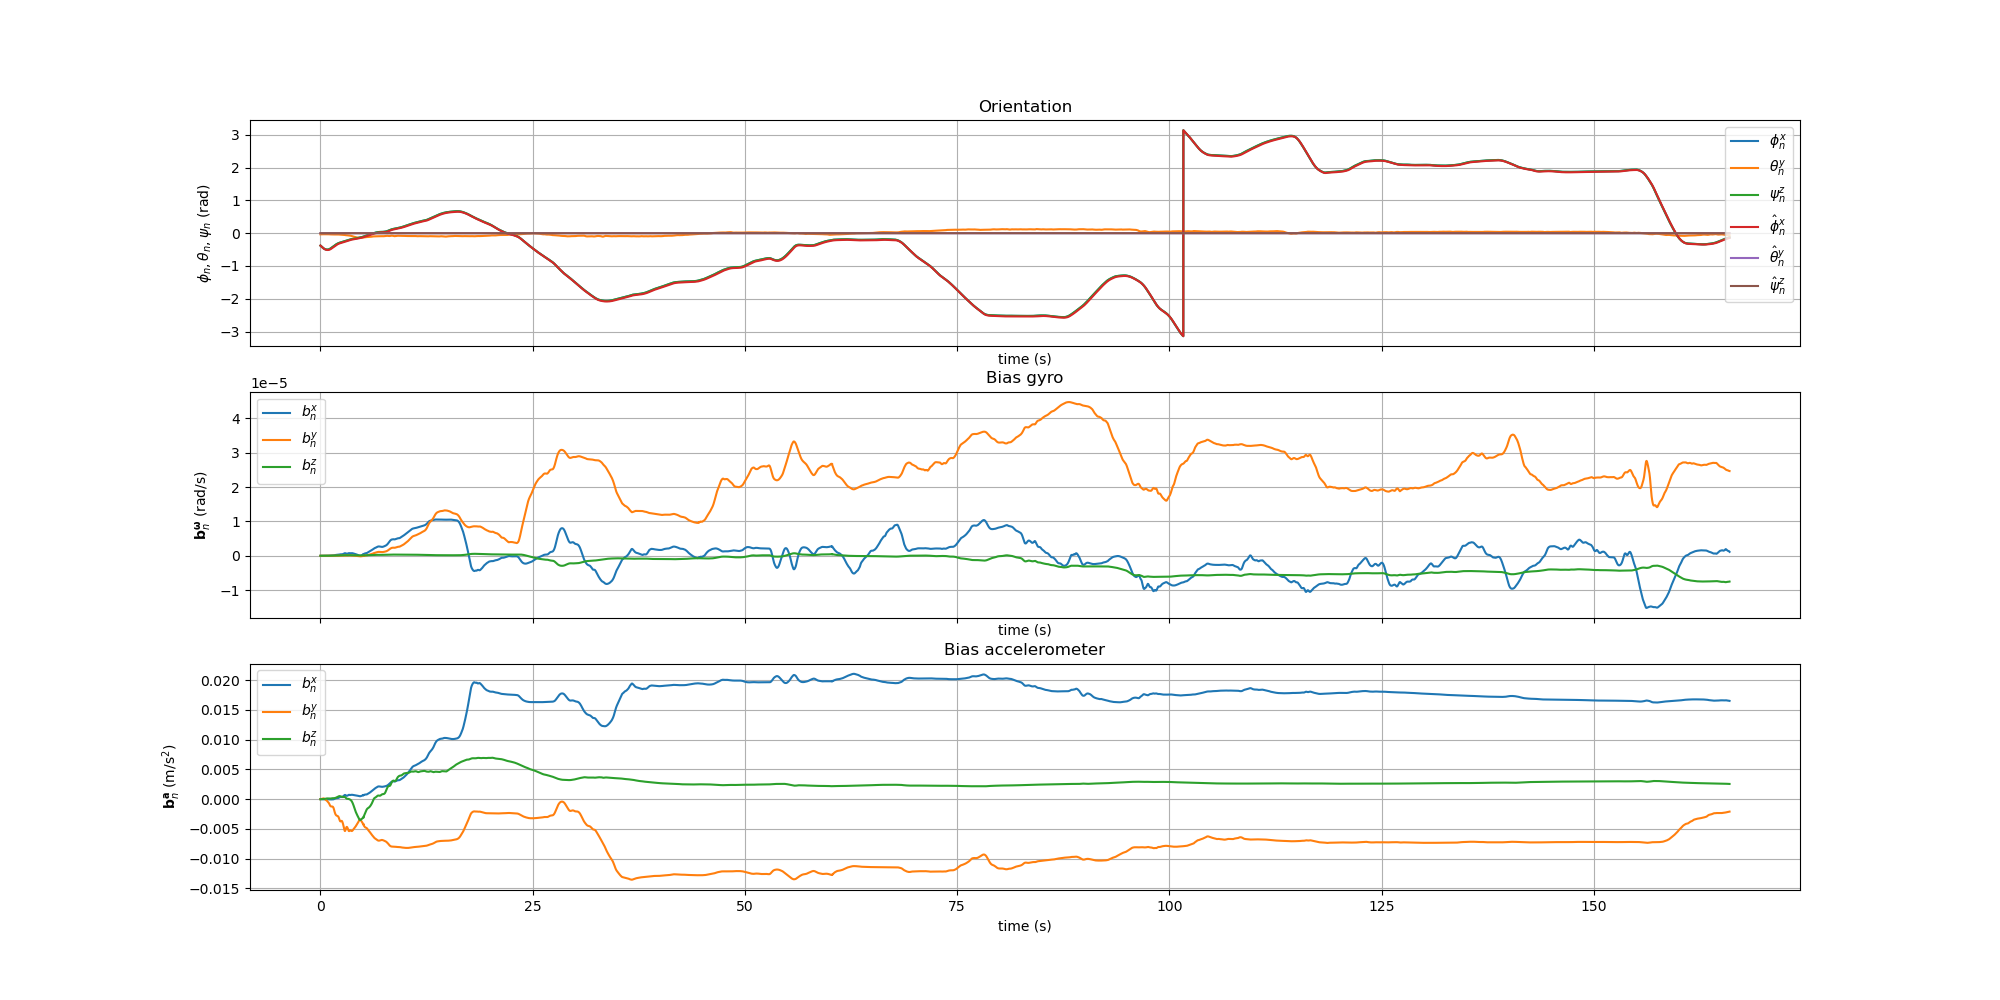 Orientation
3
2
1
0
−1
−2
−3
ϕₙ, θₙ, ψₙ (rad)
ϕₙˣ
θₙʸ
ψₙᶻ
ϕ̂ₙˣ
θ̂ₙʸ
ψ̂ₙᶻ
time (s)
Bias gyro
1e−5
4
3
2
1
0
−1
bₙ^ω (rad/s)
bₙˣ
bₙʸ
bₙᶻ
time (s)
Bias accelerometer
0.020
0.015
0.010
0.005
0.000
−0.005
−0.010
−0.015
bₙᵃ (m/s²)
bₙˣ
bₙʸ
bₙᶻ
0 25 50 75 100 125 150
time (s)